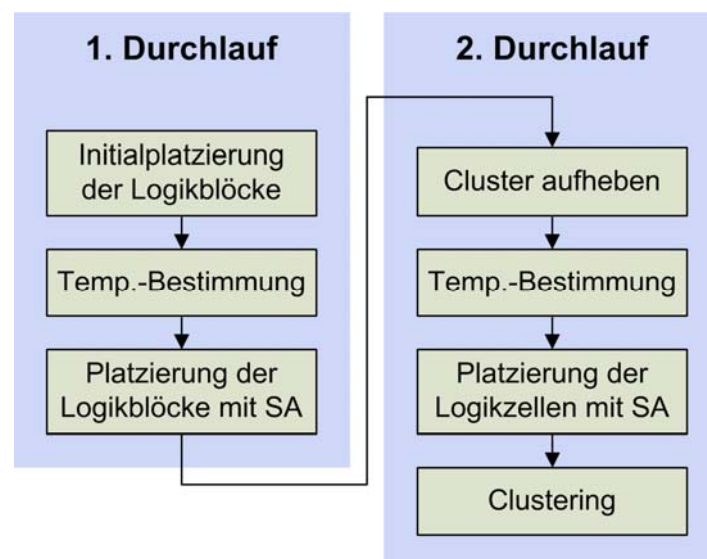 1. Durchlauf
Initialplatzierung
der Logikblöcke
Temp.-Bestimmung
Platzierung der
Logikblöcke mit SA
2. Durchlauf
Cluster aufheben
Temp.-Bestimmung
Platzierung der
Logikzellen mit SA
Clustering